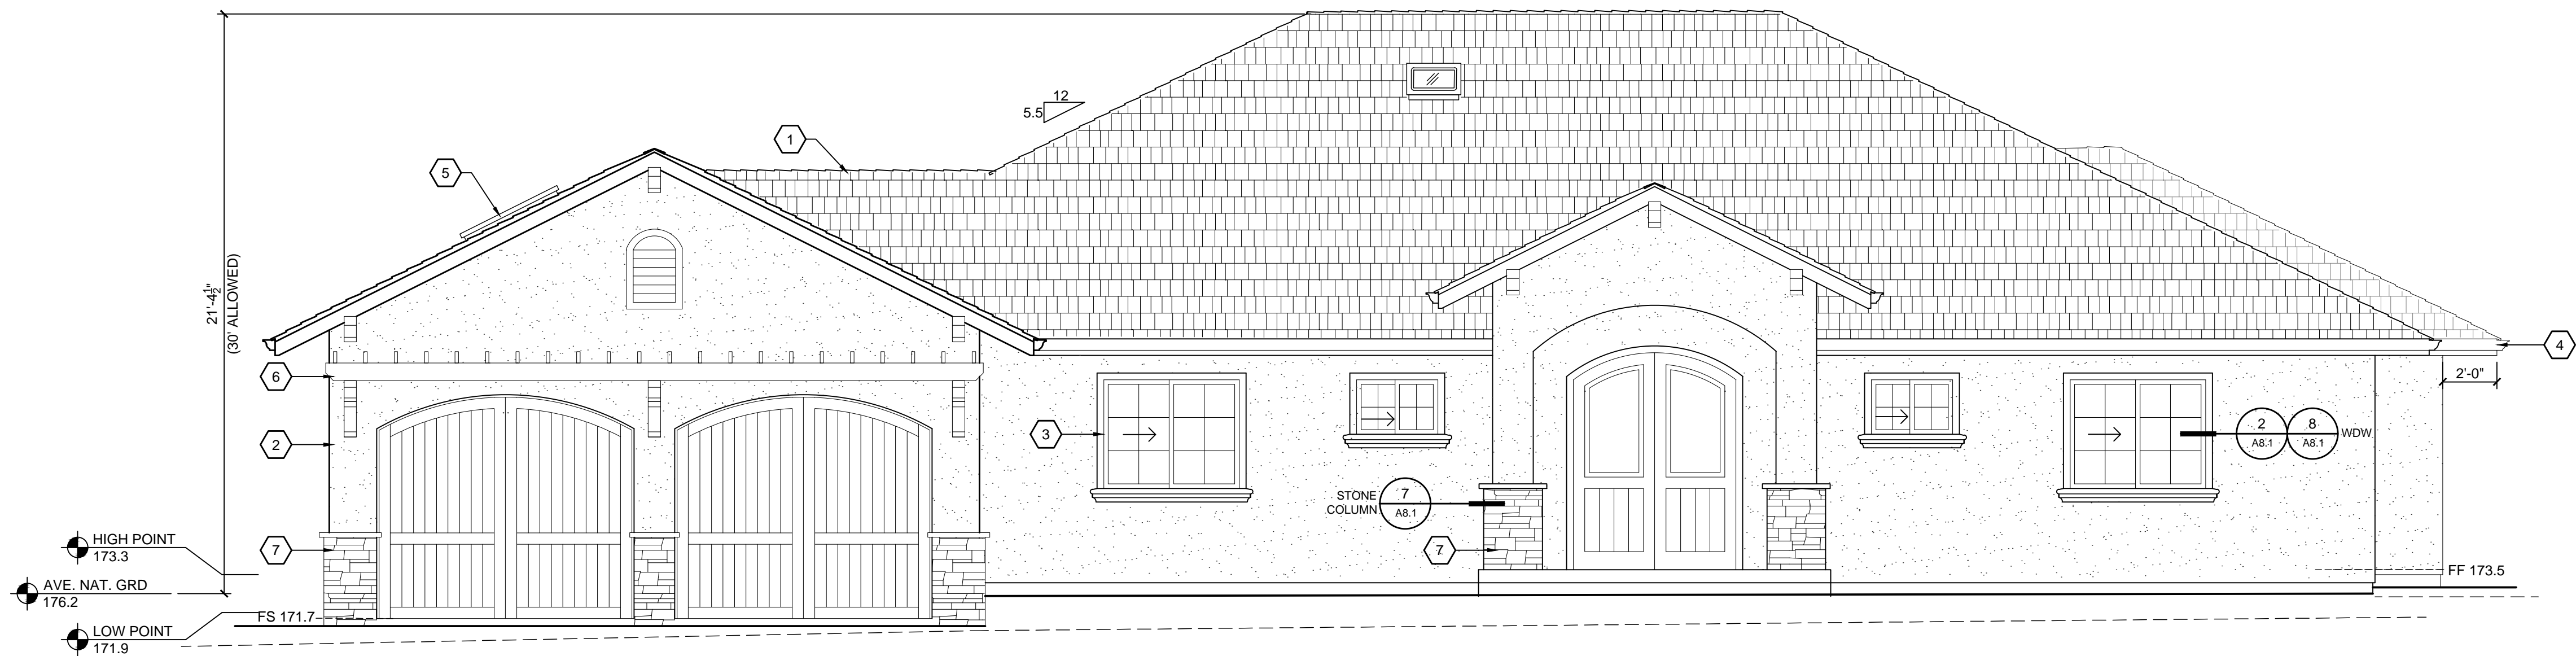 12
5.5
1
5
21'-4½"
(30' ALLOWED)
6
4
2'-0"
2
3
2
A8.1
8
A8.1
WDW
STONE
COLUMN
7
A8.1
7
7
HIGH POINT
173.3
AVE. NAT. GRD
176.2
FF 173.5
FS 171.7
LOW POINT
171.9